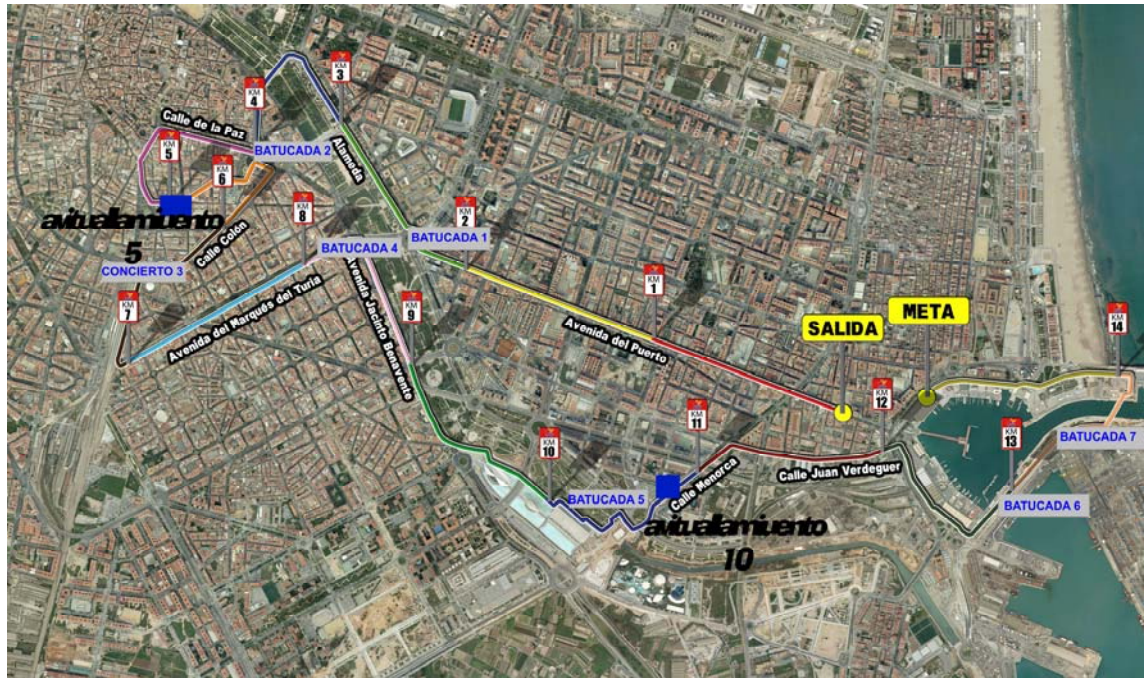 KM 3
KM 4
Calle de la Paz
BATUCADA 2
KM 5
KM 6
Alameda
KM 8
KM 2
avituallamiuento
5
Calle Colón
BATUCADA 4
BATUCADA 1
CONCIERTO 3
KM 7
Avenida del Marqués del Turia
Avenida Jacinto Benavente
KM 9
KM 1
Avenida del Puerto
SALIDA
META
KM 14
KM 12
KM 11
KM 10
KM 13
BATUCADA 7
Calle Juan Verdeguer
Calle Menorca
BATUCADA 5
BATUCADA 6
avituallamiuento
10